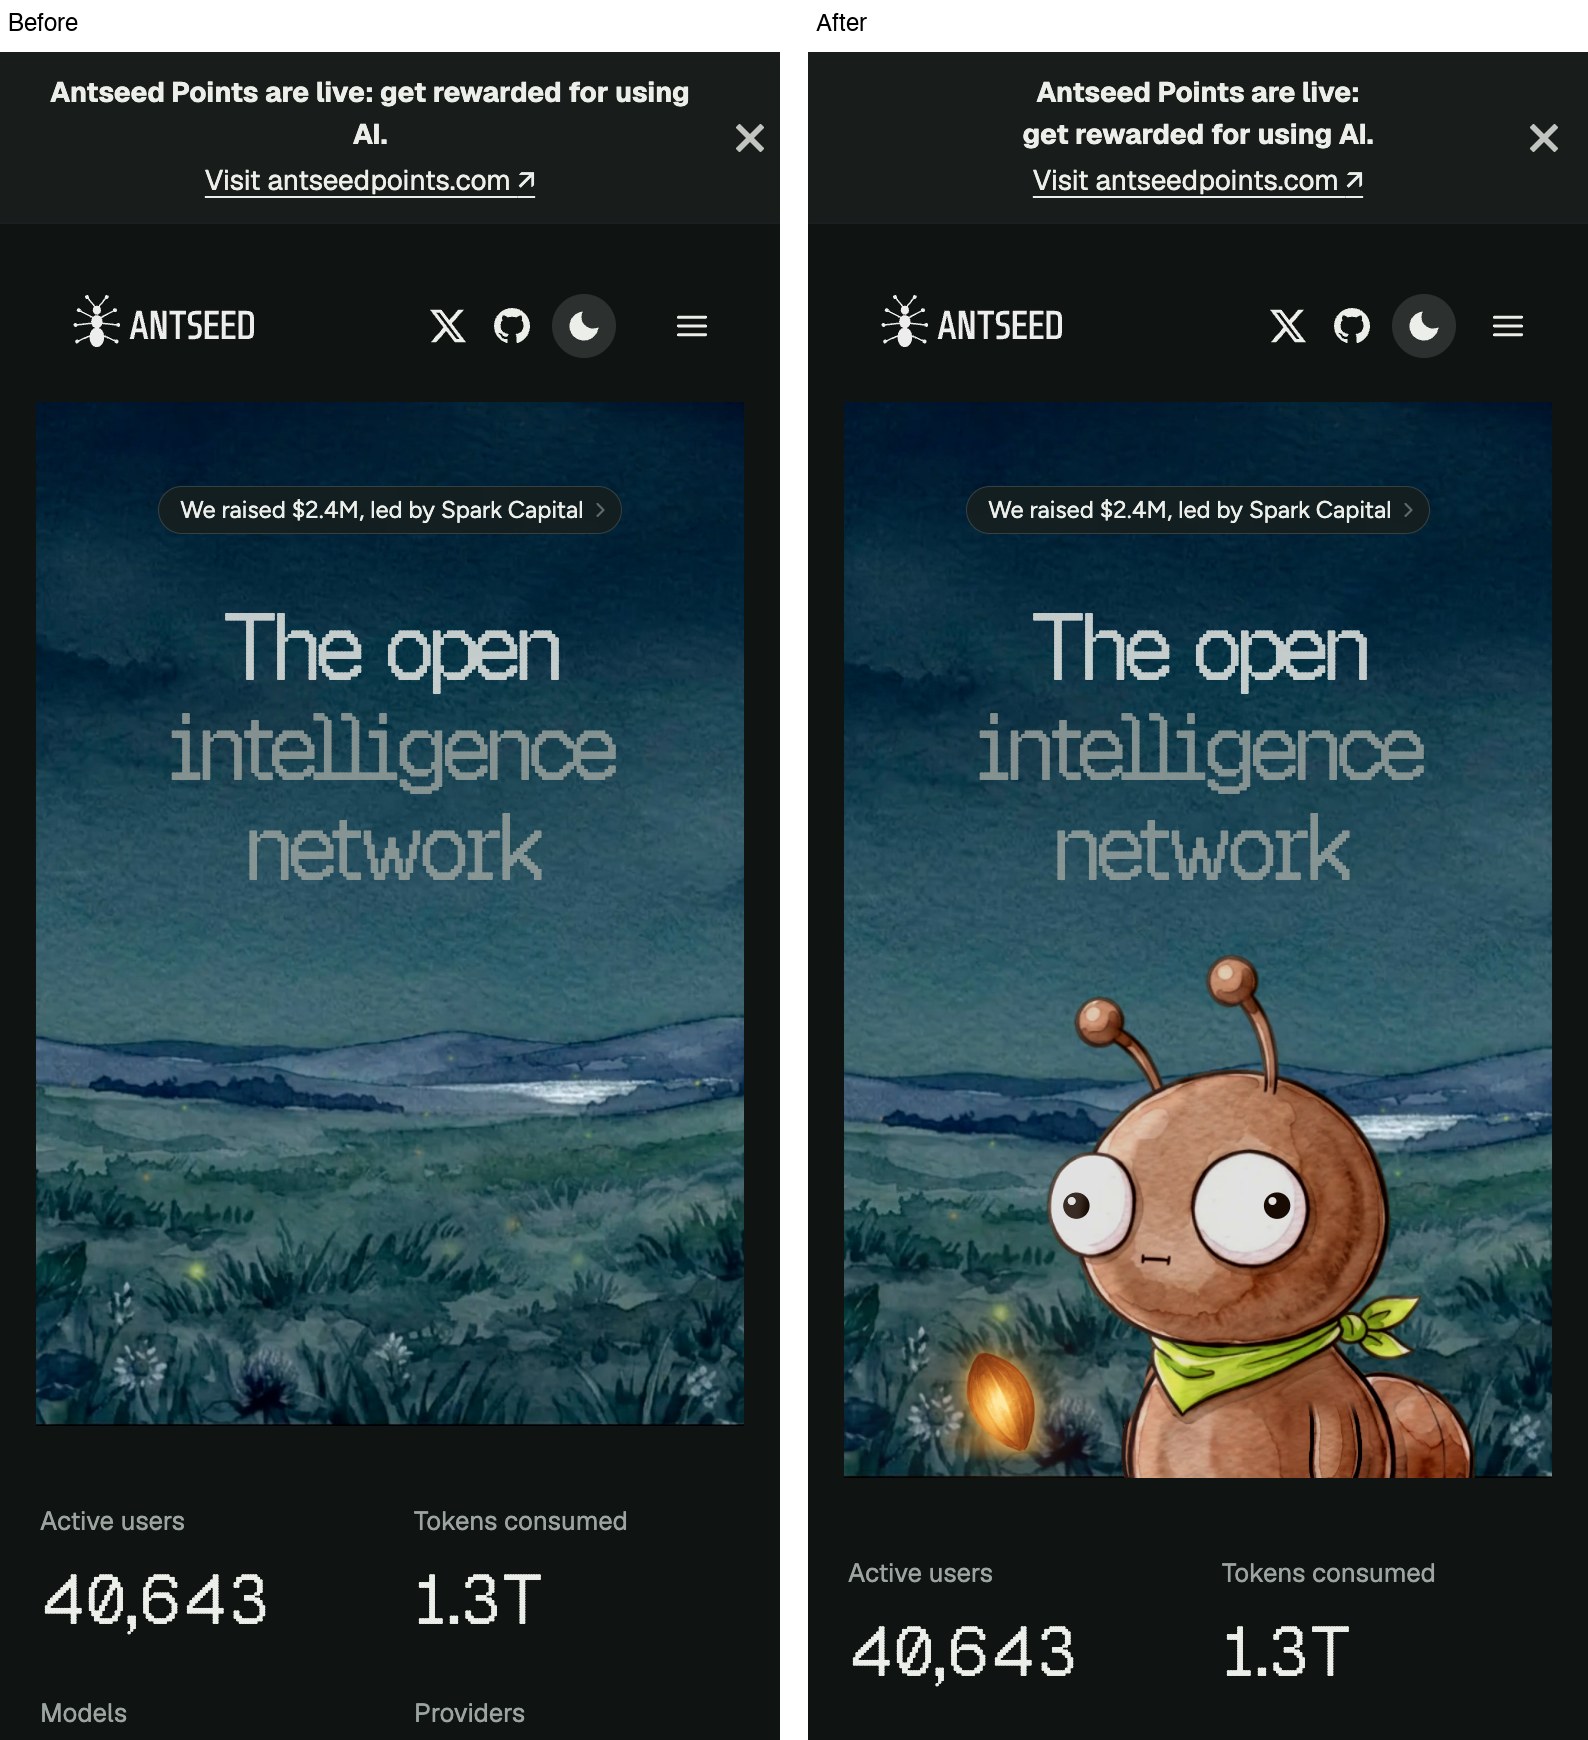 Before
Antseed Points are live: get rewarded for using
AI.
Visit antseedpoints.com ↗
ANTSEED
We raised $2.4M, led by Spark Capital
The open
intelligence
network
Active users
Tokens consumed
40,643
1.3T
Models
Providers
After
Antseed Points are live:
get rewarded for using AI.
Visit antseedpoints.com ↗
ANTSEED
We raised $2.4M, led by Spark Capital
The open
intelligence
network
Active users
Tokens consumed
40,643
1.3T